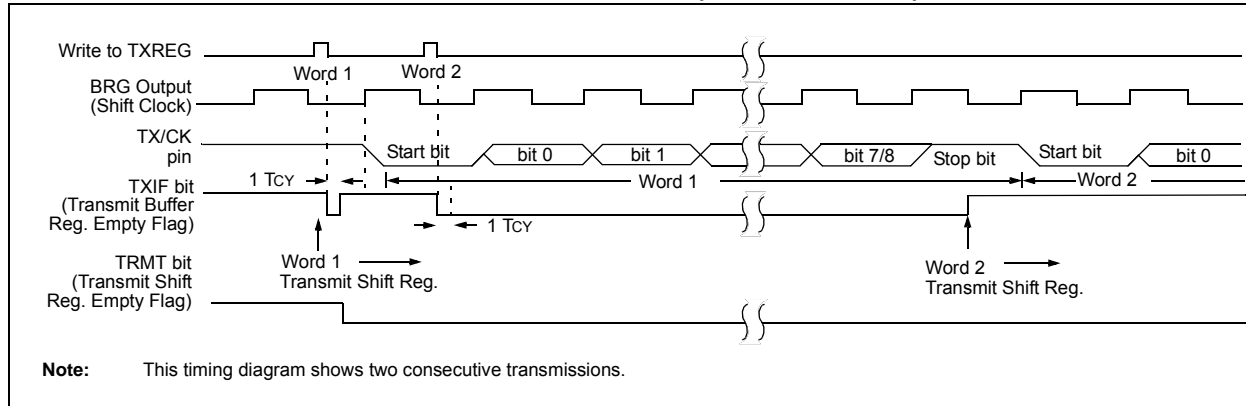 Write to TXREG
Word 1
Word 2
BRG Output
(Shift Clock)
TX/CK
pin
Start bit
bit 0
bit 1
bit 7/8
Stop bit
Start bit
bit 0
1 TCY
Word 1
Word 2
TXIF bit
(Transmit Buffer
Reg. Empty Flag)
1 TCY
Word 1
Transmit Shift Reg.
Word 2
Transmit Shift Reg.
TRMT bit
(Transmit Shift
Reg. Empty Flag)
Note: This timing diagram shows two consecutive transmissions.